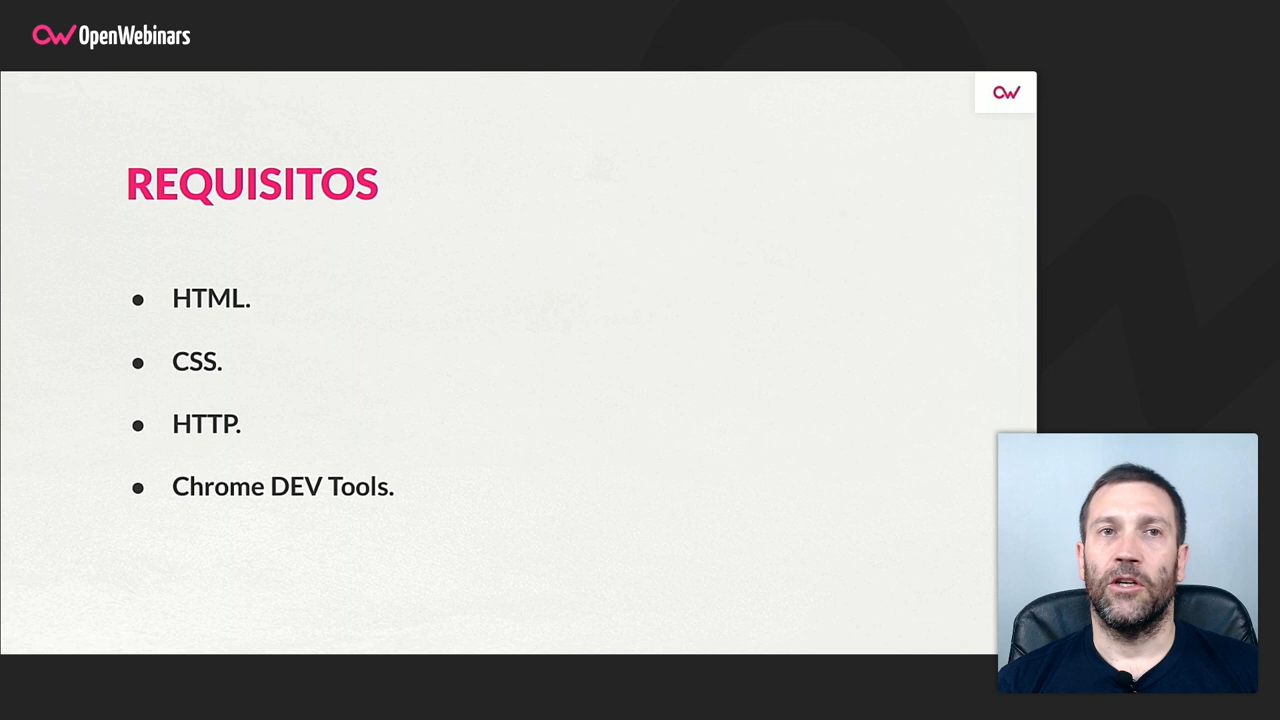 OpenWebinars
REQUISITOS
• HTML.
• CSS.
• HTTP.
• Chrome DEV Tools.